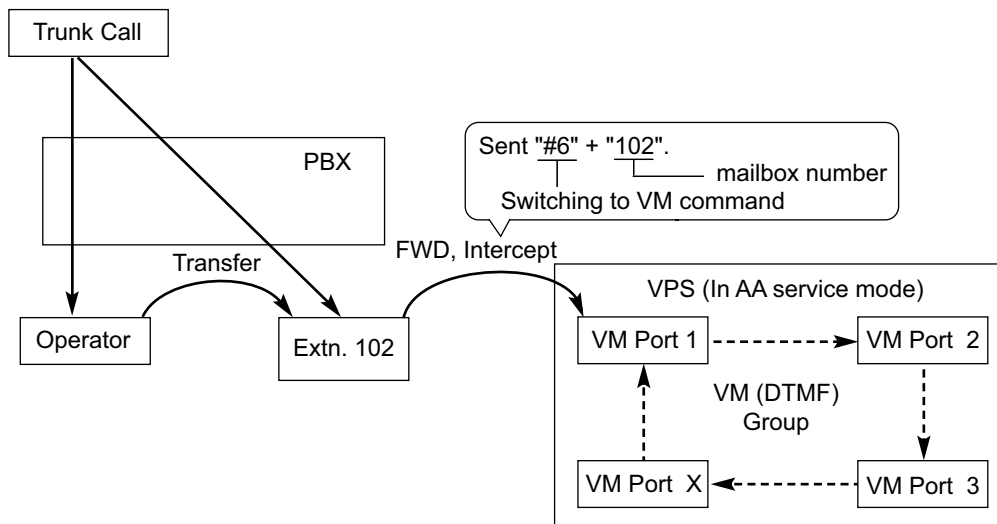 Trunk Call
PBX
Sent "#6" + "102".
mailbox number
Switching to VM command
FWD, Intercept
Transfer
VPS (In AA service mode)
Operator
Extn. 102
VM Port 1
VM Port 2
VM (DTMF)
Group
VM Port X
VM Port 3